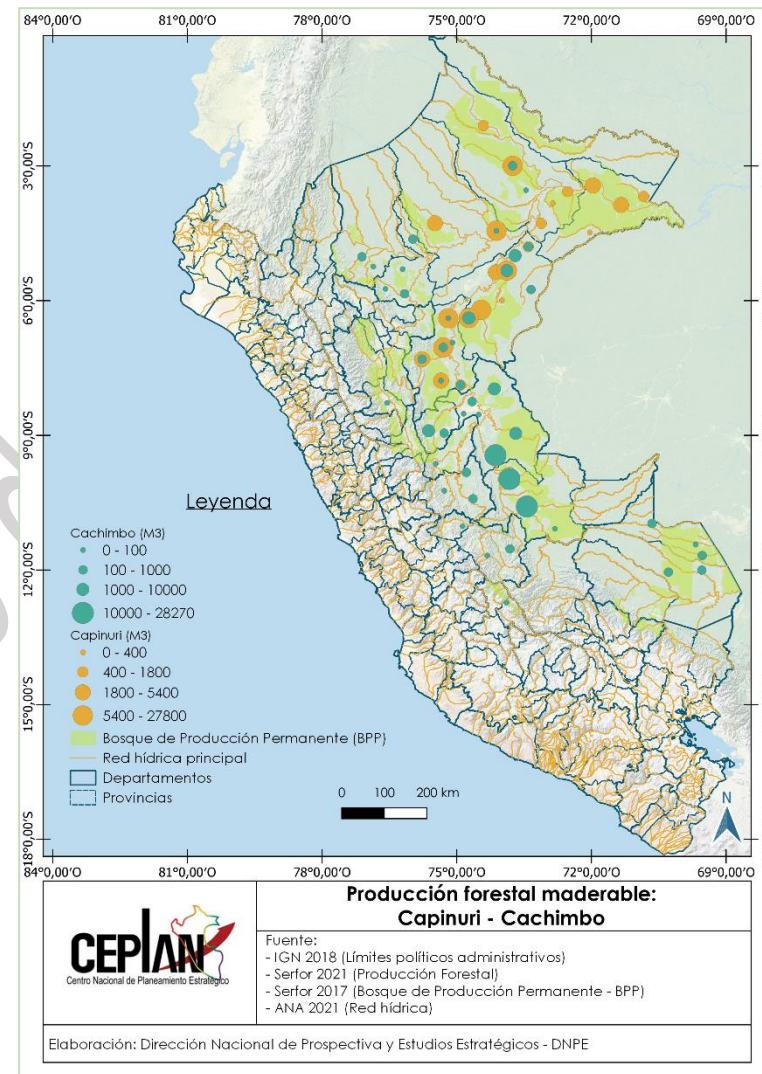 84°0,00'O 81°0,00'O 78°0,00'O 75°0,00'O 72°0,00'O 69°0,00'O
3°0,00'S
6°0,00'S
9°0,00'S
12°0,00'S
15°0,00'S
18°0,00'S
Leyenda
Cachimbo (M3)
0 - 100
100 - 1000
1000 - 10000
10000 - 28270
Capinuri (M3)
0 - 400
400 - 1800
1800 - 5400
5400 - 27800
Bosque de Producción Permanente (BPP)
Red hídrica principal
Departamentos
Provincias
0 100 200 km
N
84°0,00'O 81°0,00'O 78°0,00'O 75°0,00'O 72°0,00'O 69°0,00'O
CEPLAN
Centro Nacional de Planeamiento Estratégico
Producción forestal maderable:
Capinuri - Cachimbo
Fuente:
- IGN 2018 (Límites políticos administrativos)
- Serfor 2021 (Producción Forestal)
- Serfor 2017 (Bosque de Producción Permanente - BPP)
- ANA 2021 (Red hídrica)
Elaboración: Dirección Nacional de Prospectiva y Estudios Estratégicos - DNPE